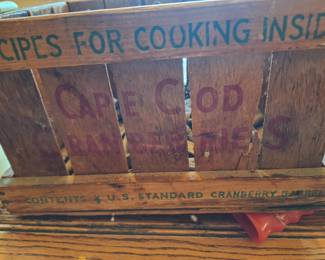 CIPES FOR COOKING INSID
CAPE COD
CRANBERRIES
CONTENTS ¼ U.S. STANDARD CRANBERRY BARREL